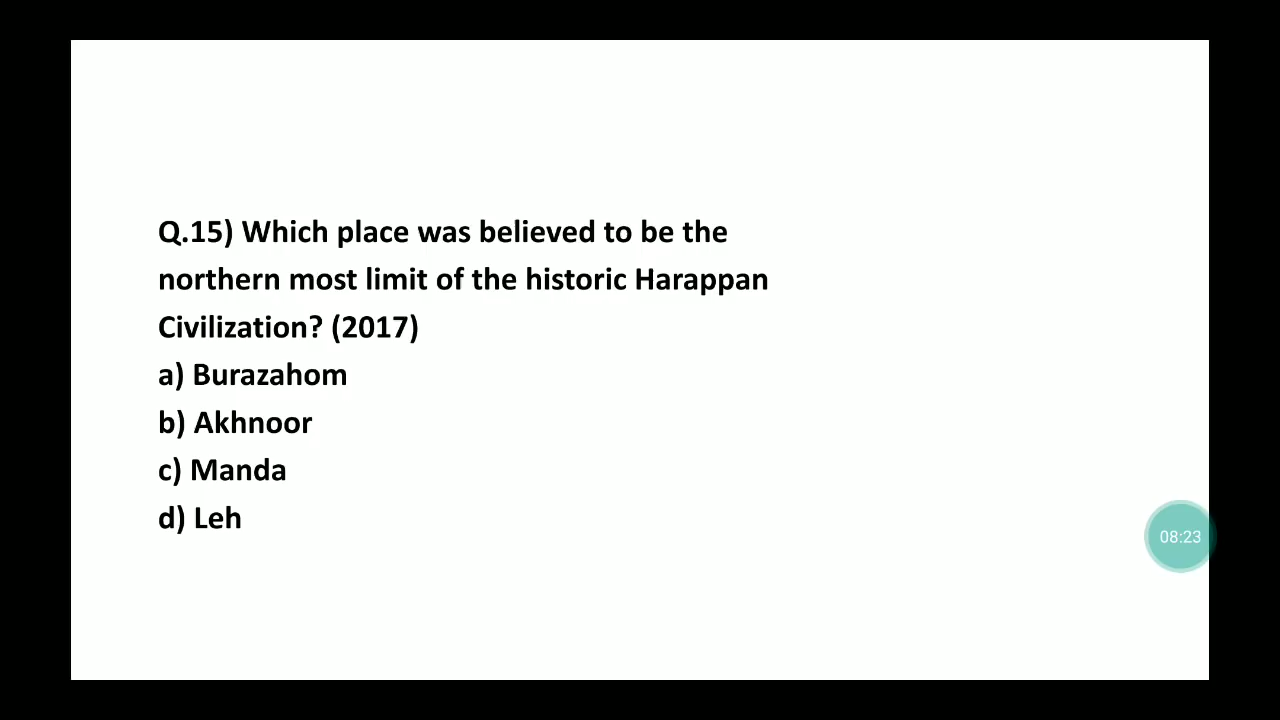 Q.15) Which place was believed to be the
northern most limit of the historic Harappan
Civilization? (2017)
a) Burazahom
b) Akhnoor
c) Manda
d) Leh
08:23